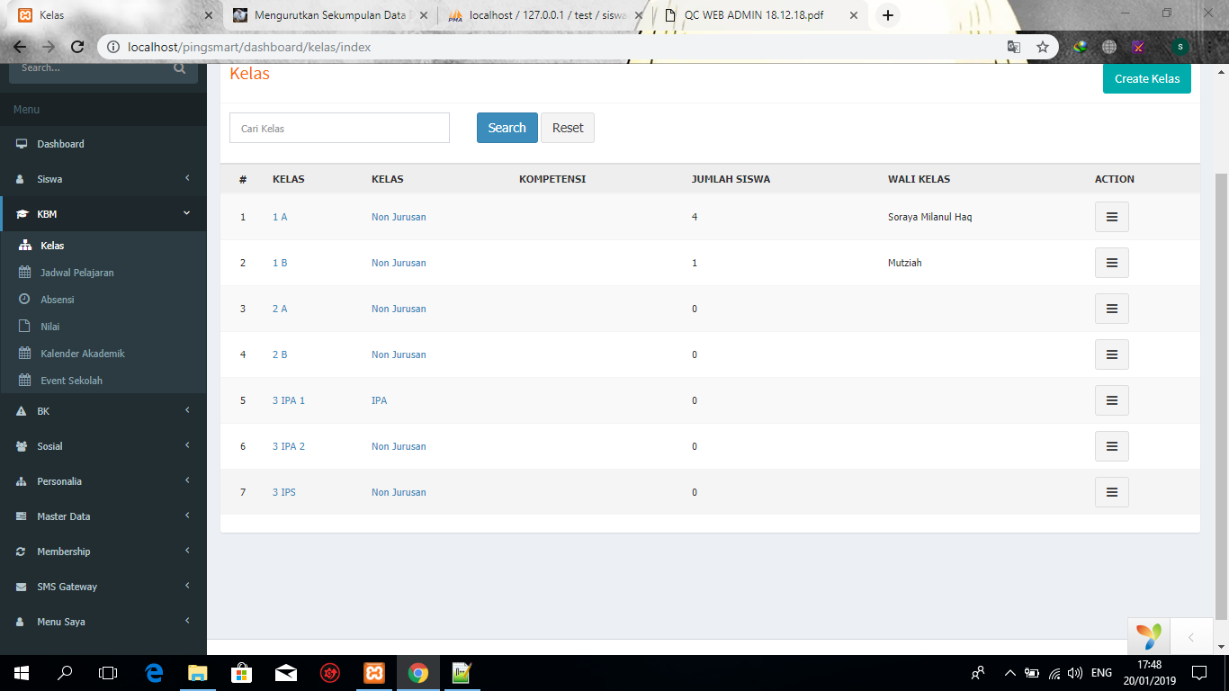 Kelas
Mengurutkan Sekumpulan Data
localhost / 127.0.0.1 / test / siswa
QC WEB ADMIN 18.12.18.pdf
localhost/pingsmart/dashboard/kelas/index
s
Search...
Menu
Dashboard
Siswa
KBM
Kelas
Jadwal Pelajaran
Absensi
Nilai
Kalender Akademik
Event Sekolah
BK
Sosial
Personalia
Master Data
Membership
SMS Gateway
Menu Saya
Kelas
Create Kelas
Cari Kelas
Search
Reset
# KELAS KELAS KOMPETENSI JUMLAH SISWA WALI KELAS ACTION
1 1 A Non Jurusan 4 Soraya Milanul Haq
2 1 B Non Jurusan 1 Mutziah
3 2 A Non Jurusan 0
4 2 B Non Jurusan 0
5 3 IPA 1 IPA 0
6 3 IPA 2 Non Jurusan 0
7 3 IPS Non Jurusan 0
ENG
17:48
20/01/2019